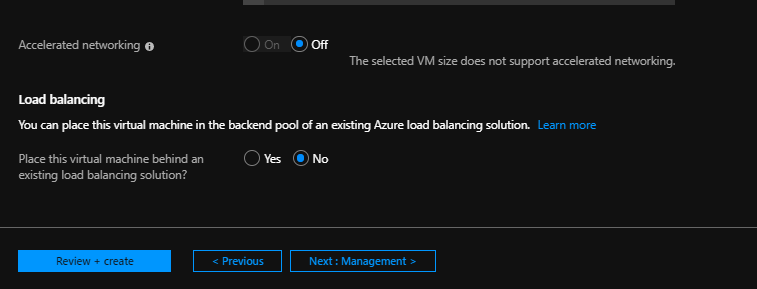 Accelerated networking
On Off
The selected VM size does not support accelerated networking.
Load balancing
You can place this virtual machine in the backend pool of an existing Azure load balancing solution. Learn more
Place this virtual machine behind an
existing load balancing solution?
Yes No
Review + create
< Previous
Next : Management >